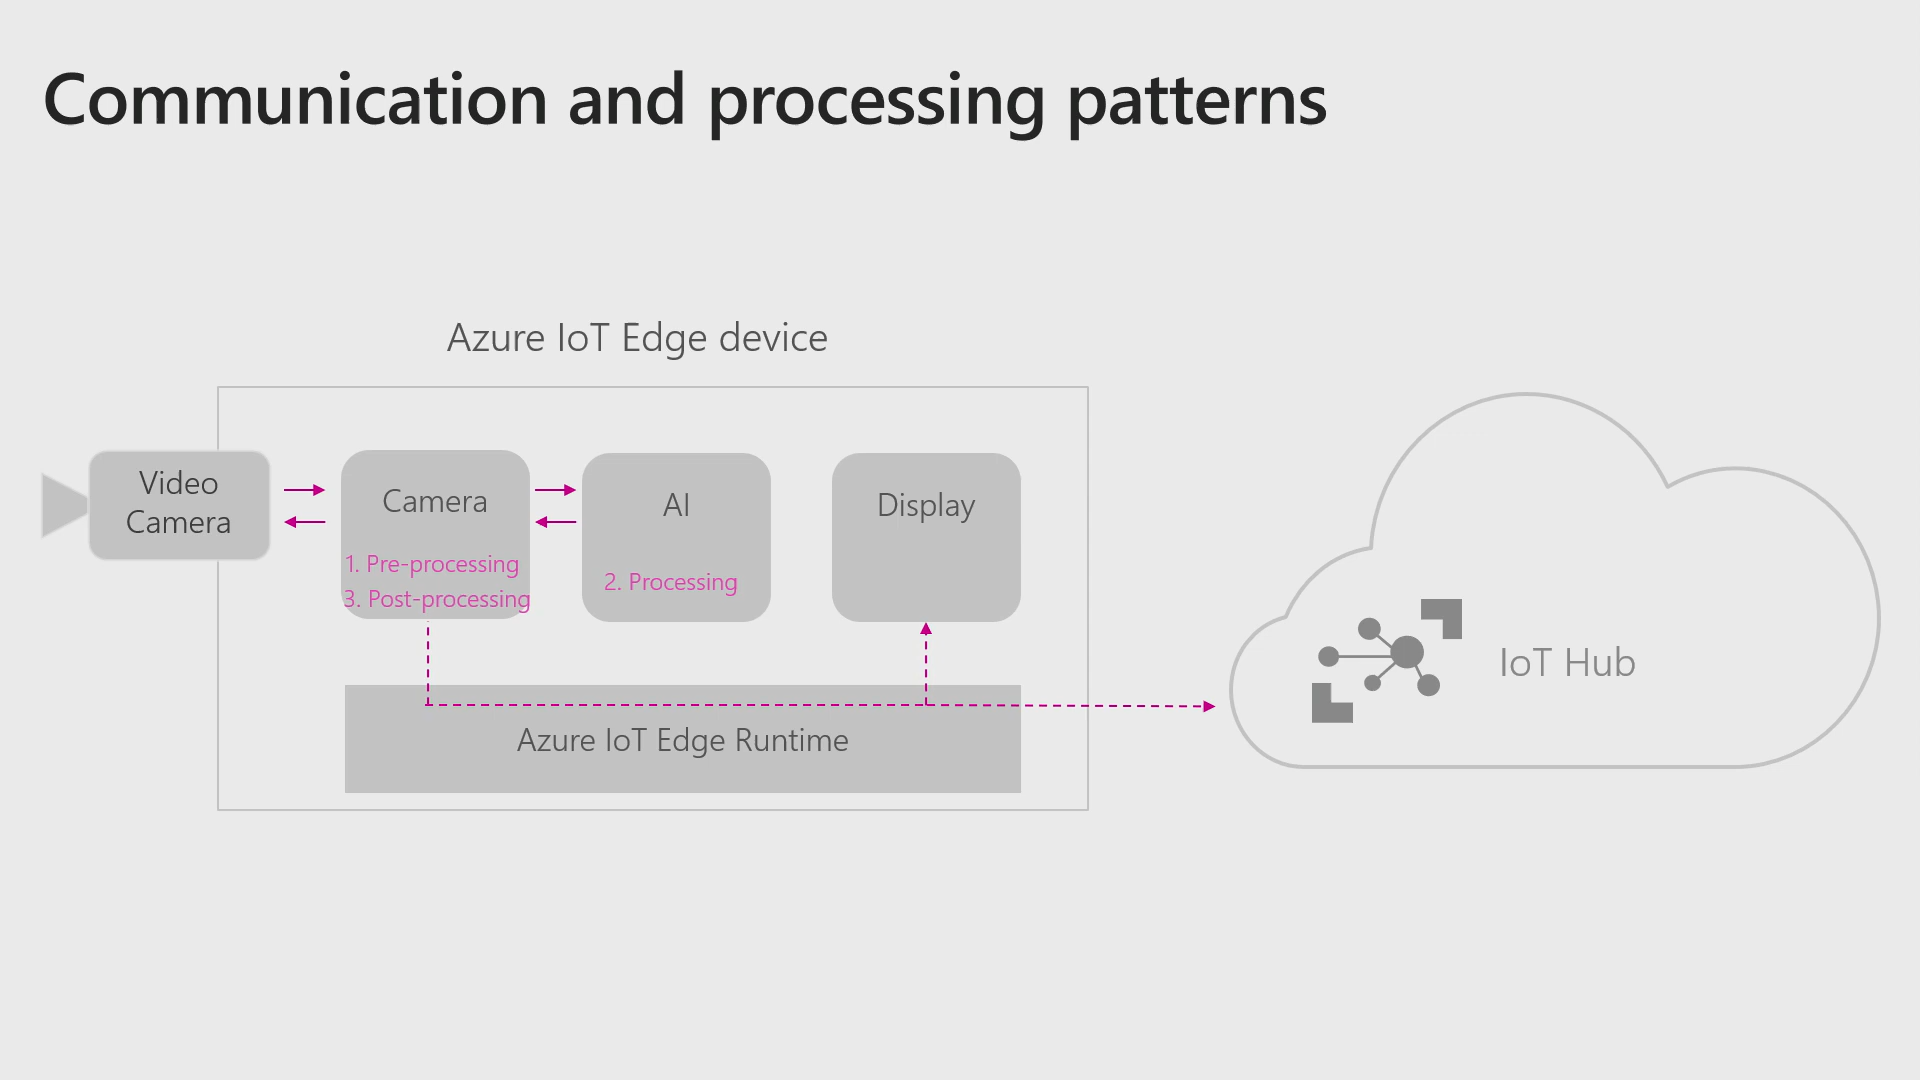 Communication and processing patterns
Azure IoT Edge device
Video
Camera
Camera
1. Pre-processing
3. Post-processing
AI
2. Processing
Display
Azure IoT Edge Runtime
IoT Hub